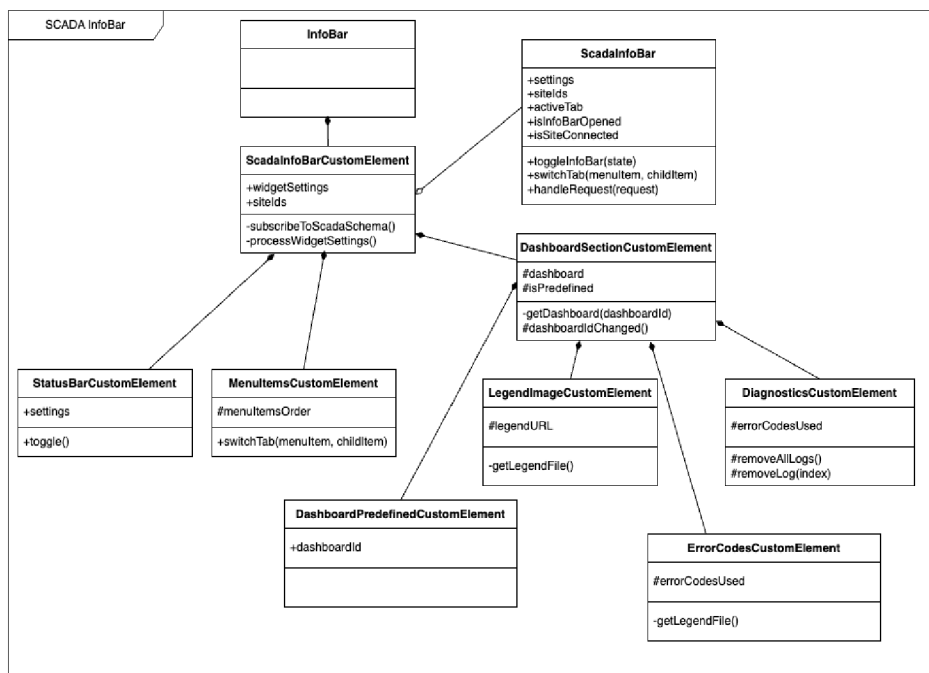 SCADA InfoBar
InfoBar
ScadaInfoBar
+settings
+siteIds
+activeTab
+isInfoBarOpened
+isSiteConnected
+toggleInfoBar(state)
+switchTab(menuItem, childItem)
+handleRequest(request)
ScadaInfoBarCustomElement
+widgetSettings
+siteIds
-subscribeToScadaSchema()
-processWidgetSettings()
DashboardSectionCustomElement
#dashboard
#isPredefined
-getDashboard(dashboardId)
#dashboardIdChanged()
StatusBarCustomElement
+settings
+toggle()
MenuItemsCustomElement
#menuItemsOrder
+switchTab(menuItem, childItem)
LegendImageCustomElement
#legendURL
-getLegendFile()
DiagnosticsCustomElement
#errorCodesUsed
#removeAllLogs()
#removeLog(index)
DashboardPredefinedCustomElement
+dashboardId
ErrorCodesCustomElement
#errorCodesUsed
-getLegendFile()